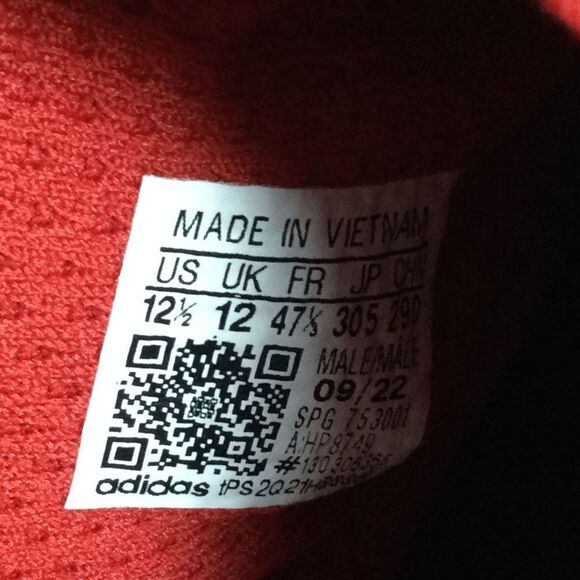 MADE IN VIETNAM
US UK FR JP CHN
12½ 12 47⅓ 305 290
MALE/MALE
09/22
SPG 753001
A:HP8749
adidas